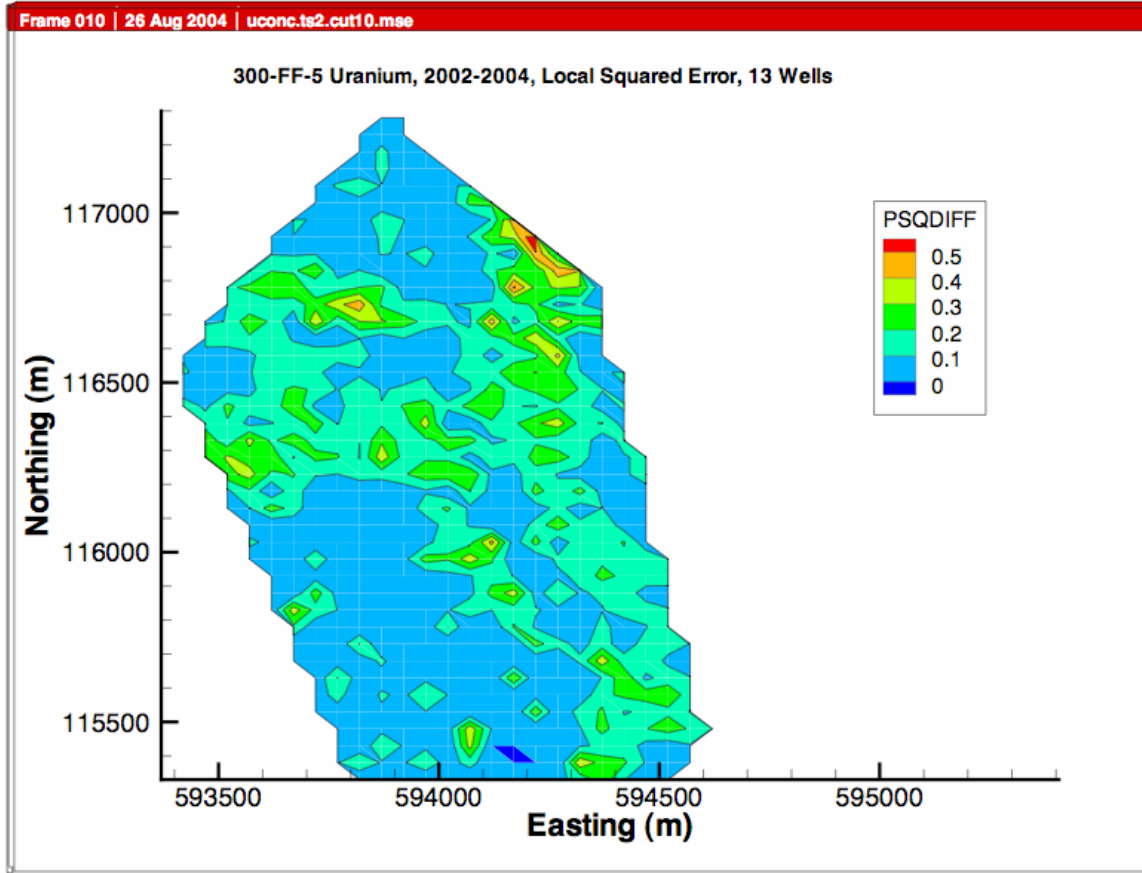 Frame 010 | 26 Aug 2004 | uconc.ts2.cut10.mse
300-FF-5 Uranium, 2002-2004, Local Squared Error, 13 Wells
117000
116500
116000
115500
Northing (m)
593500 594000 594500 595000
Easting (m)
PSQDIFF
0.5
0.4
0.3
0.2
0.1
0